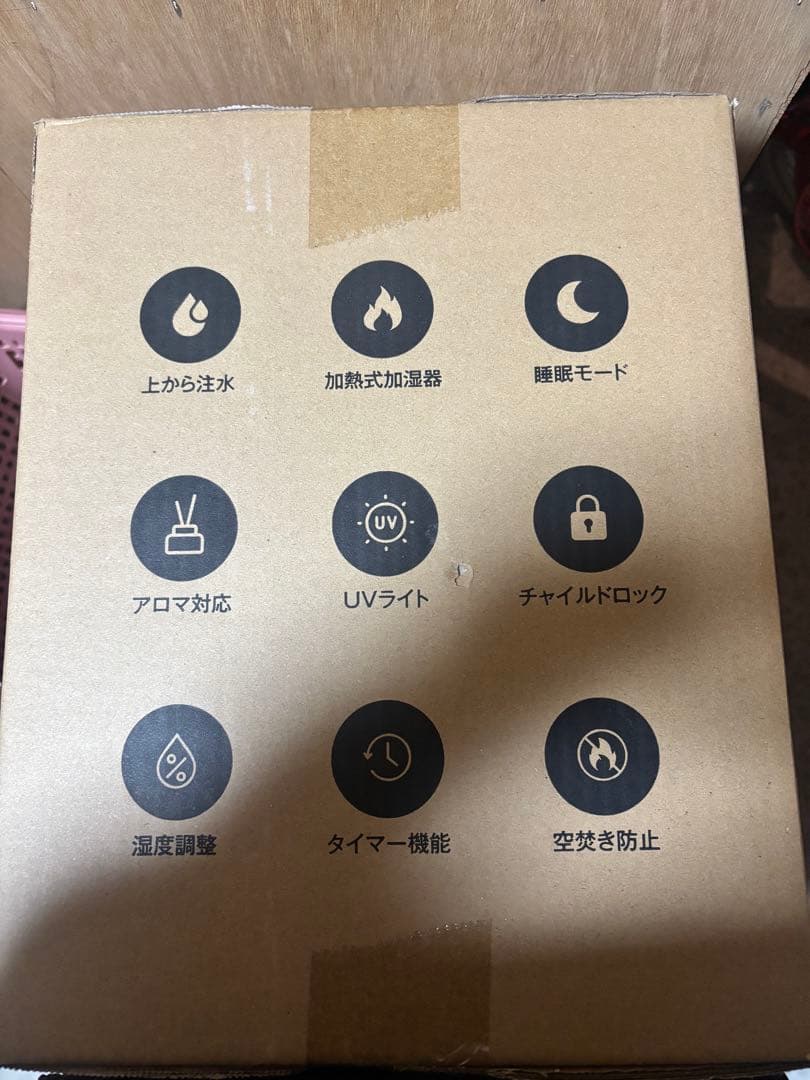 上から注水
加熱式加湿器
睡眠モード
アロマ対応
UV
UVライト
チャイルドロック
%
湿度調整
タイマー機能
空焚き防止